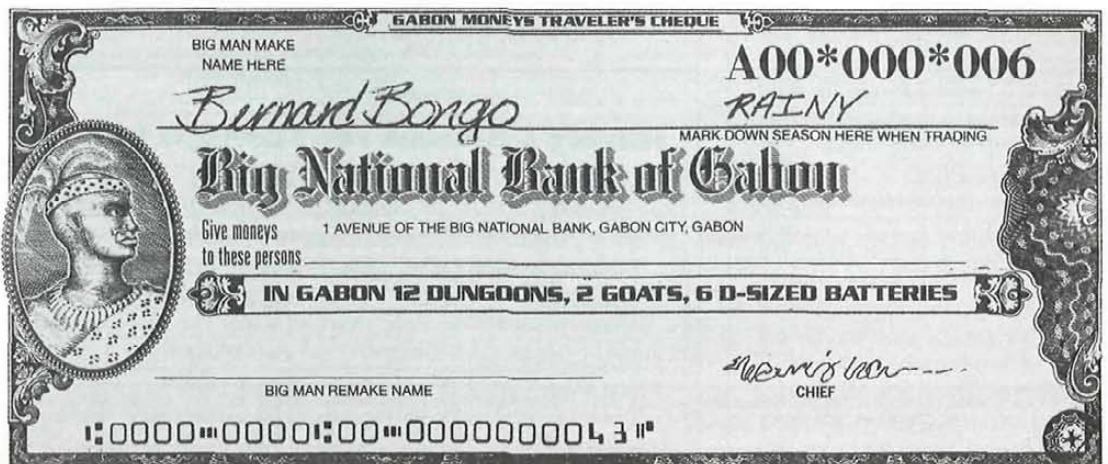 GABON MONEYS TRAVELER'S CHEQUE
BIG MAN MAKE
NAME HERE
A00*000*006
Bernard Bongo
RAINY
MARK DOWN SEASON HERE WHEN TRADING
Big National Bank of Gabon
Give moneys
to these persons
1 AVENUE OF THE BIG NATIONAL BANK, GABON CITY, GABON
IN GABON 12 DUNGOONS, 2 GOATS, 6 D-SIZED BATTERIES
BIG MAN REMAKE NAME
CHIEF
⑆0000⑈0000⑆00⑈000000000L 3⑈